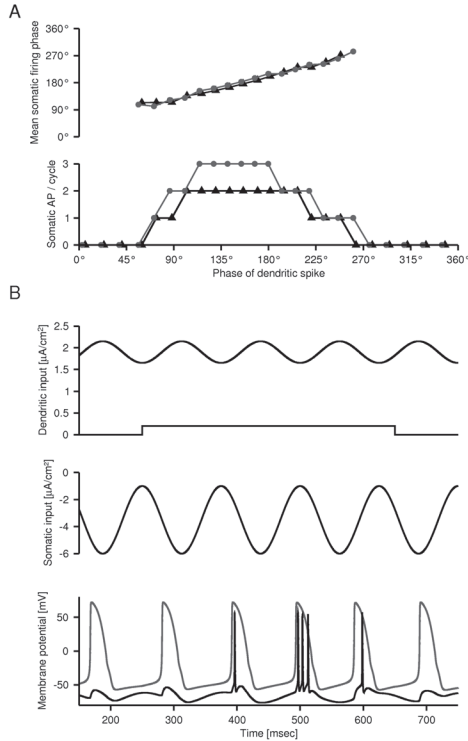 A
360°
270°
180°
90°
0°
Mean somatic firing phase
3
2
1
0
Somatic AP / cycle
0° 45° 90° 135° 180° 225° 270° 315° 360°
Phase of dendritic spike
B
2.5
2
1.5
1
0.5
0
Dendritic input [µA/cm²]
0
-2
-4
-6
Somatic input [µA/cm²]
50
0
-50
Membrane potential [mV]
200 300 400 500 600 700
Time [msec]